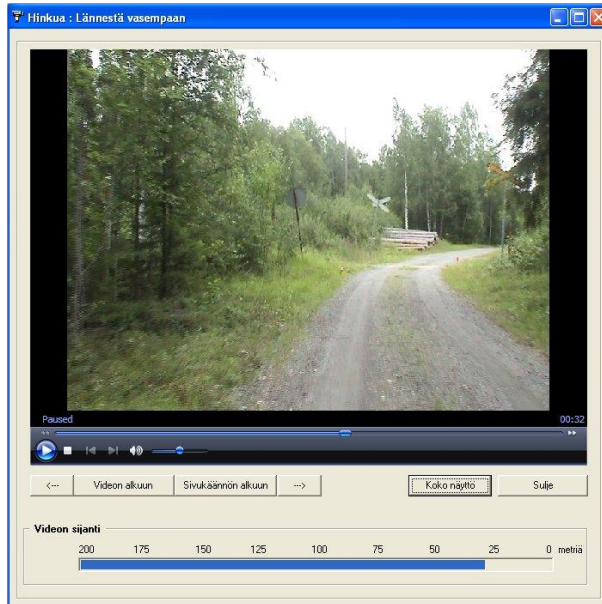 Hinkua : Lännestä vasempaan
Paused 00:32
<--- Videon alkuun Sivukäännön alkuun ---> Koko näyttö Sulje
Videon sijanti
200 175 150 125 100 75 50 25 0 metriä